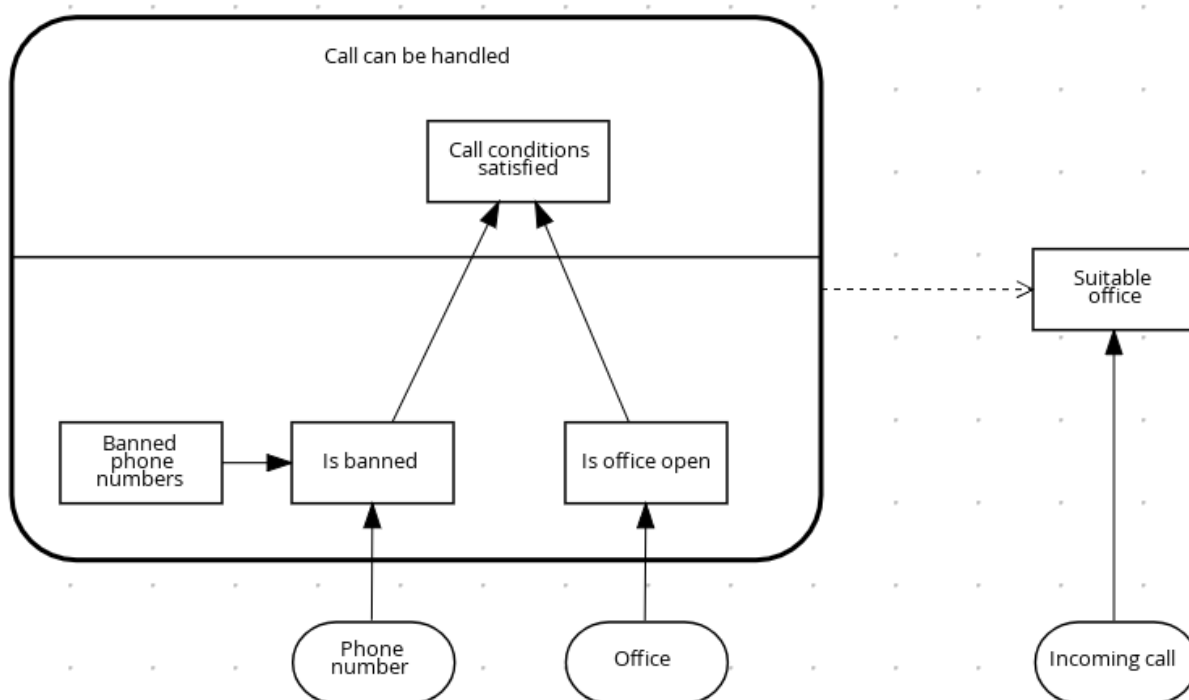 Call can be handled
Call conditions
satisfied
Suitable
office
Banned
phone
numbers
Is banned
Is office open
Phone
number
Office
Incoming call